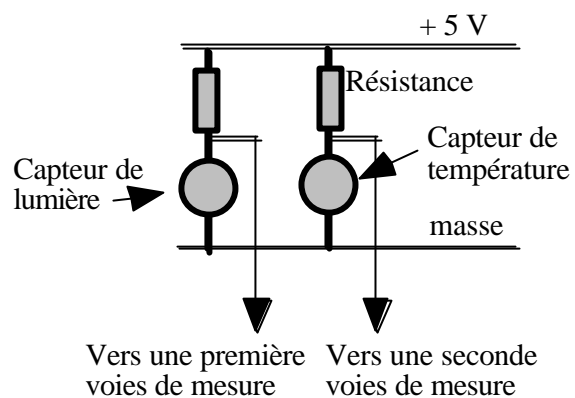 + 5 V
Résistance
Capteur de
température
Capteur de
lumière
masse
Vers une première
voies de mesure
Vers une seconde
voies de mesure